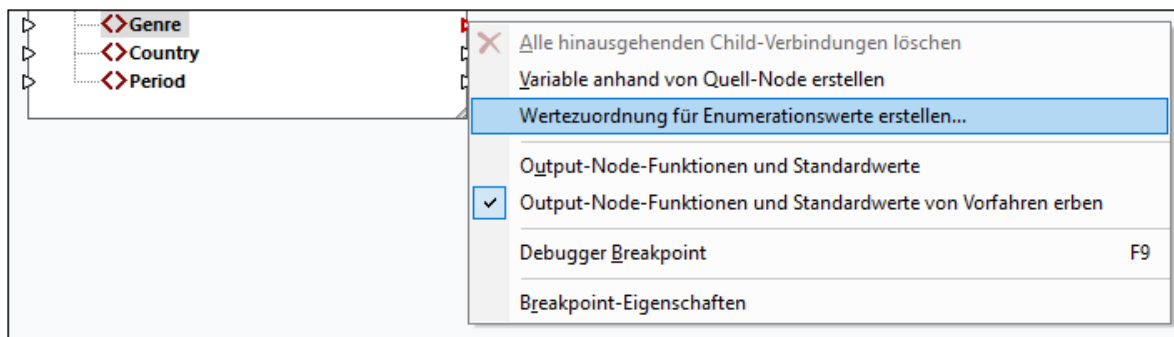 Genre
Country
Period
Alle hinausgehenden Child-Verbindungen löschen
Variable anhand von Quell-Node erstellen
Wertezuordnung für Enumerationswerte erstellen...
Output-Node-Funktionen und Standardwerte
Output-Node-Funktionen und Standardwerte von Vorfahren erben
Debugger Breakpoint F9
Breakpoint-Eigenschaften